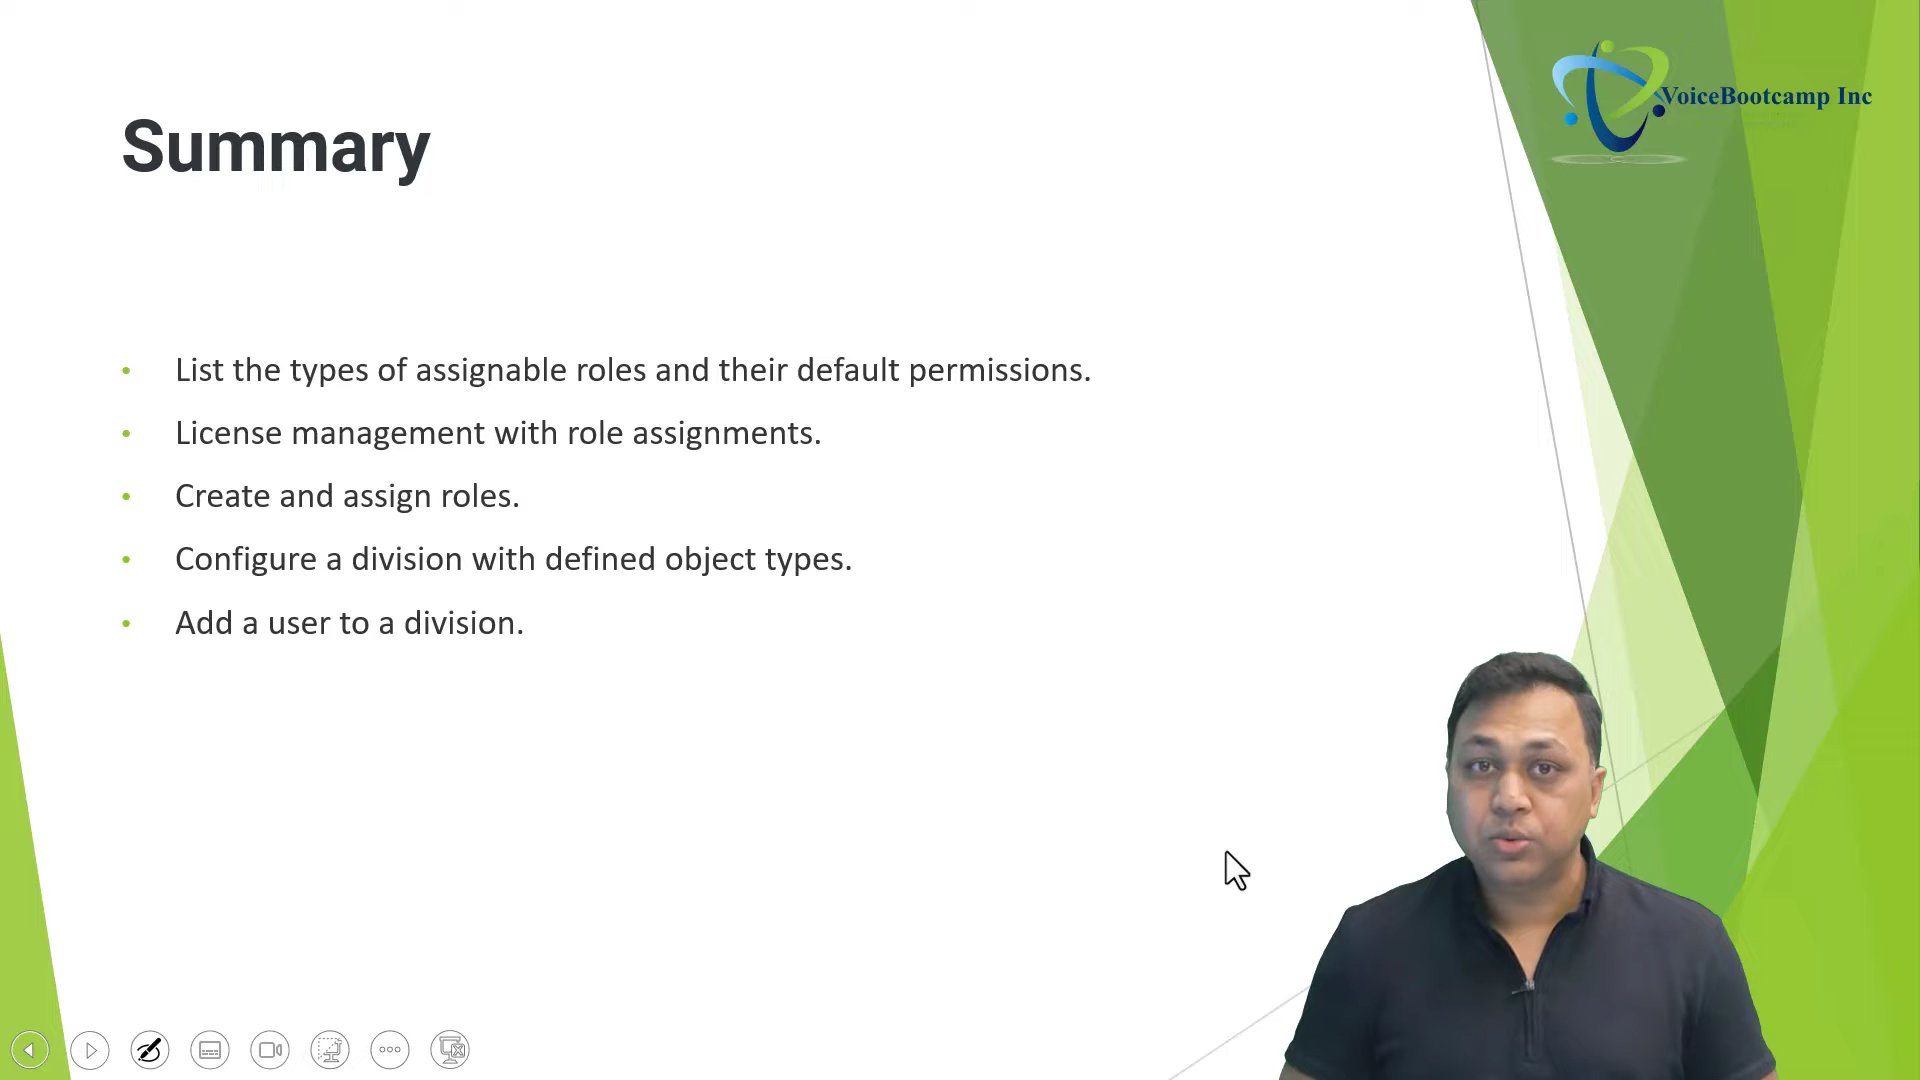 VoiceBootcamp Inc
Summary
• List the types of assignable roles and their default permissions.
• License management with role assignments.
• Create and assign roles.
• Configure a division with defined object types.
• Add a user to a division.